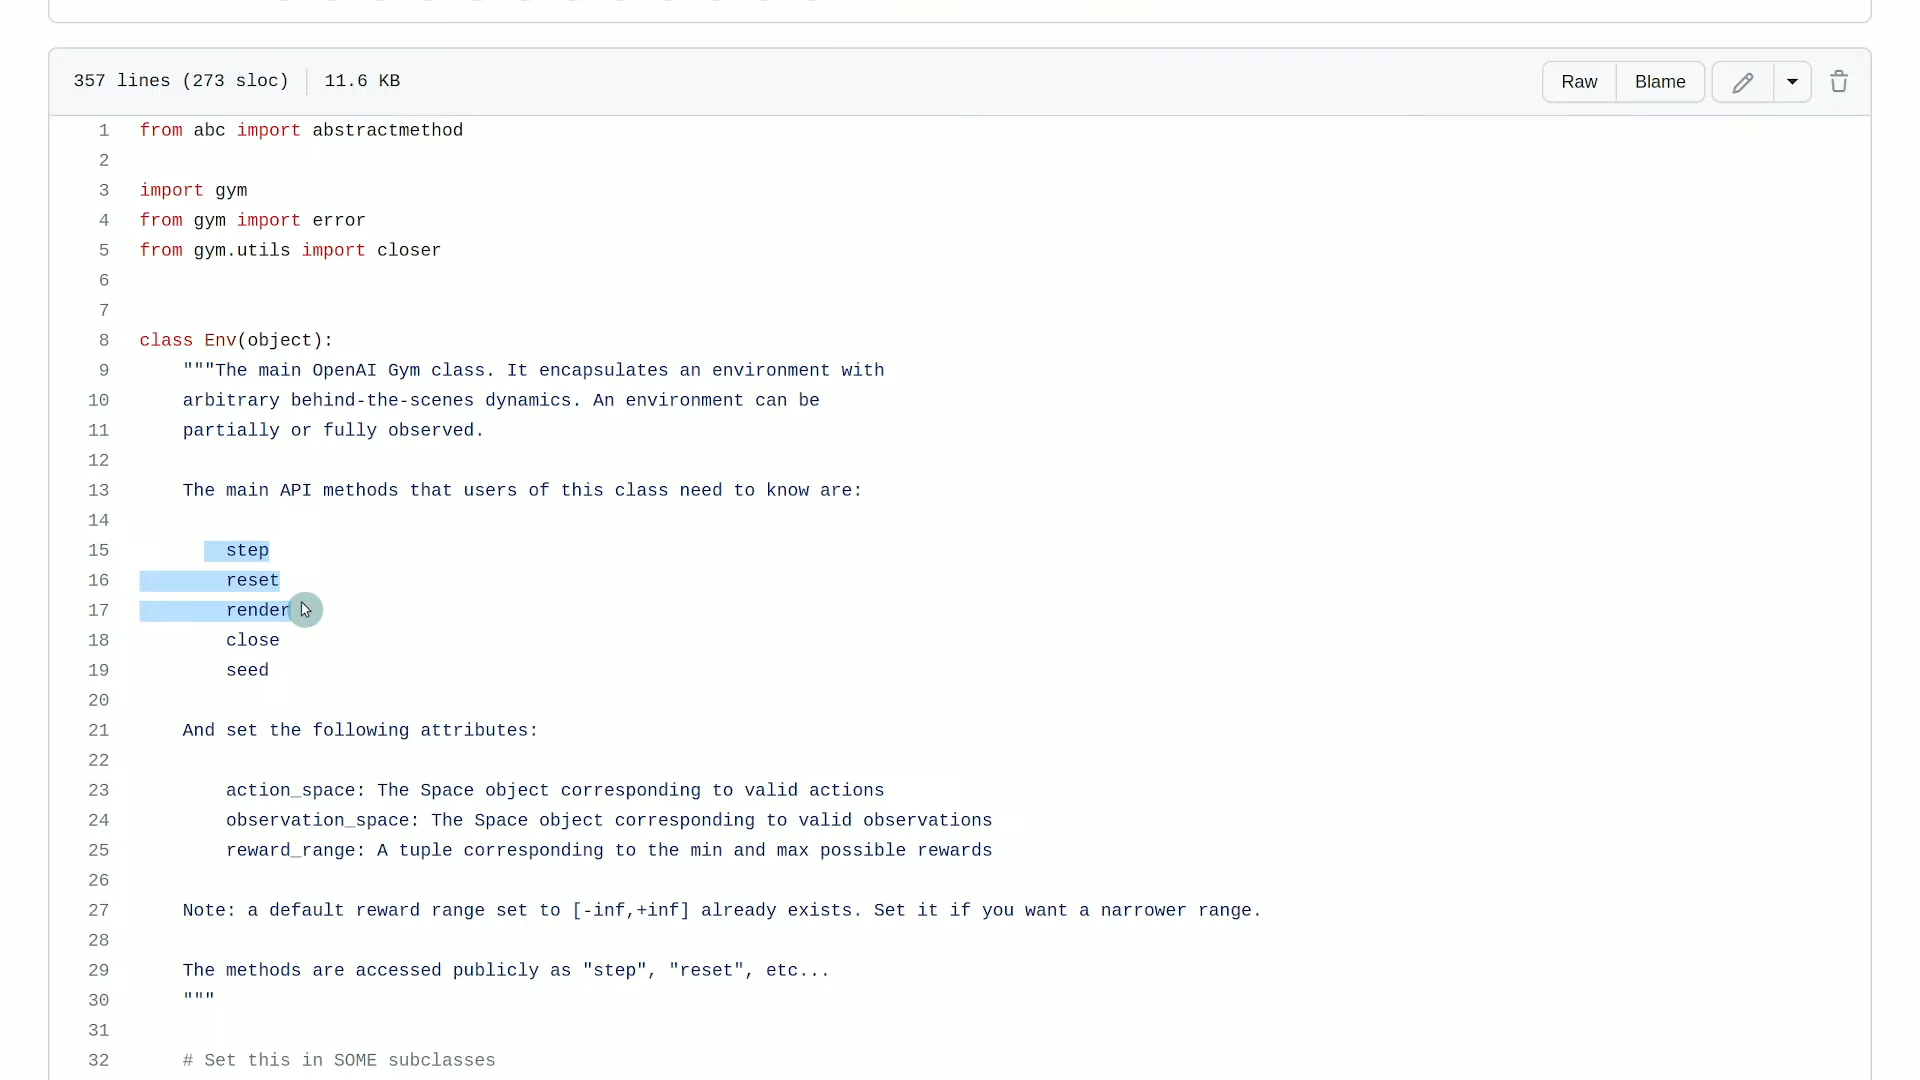 357 lines (273 sloc) 11.6 KB Raw Blame
1 from abc import abstractmethod
2
3 import gym
4 from gym import error
5 from gym.utils import closer
6
7
8 class Env(object):
9 """The main OpenAI Gym class. It encapsulates an environment with
10 arbitrary behind-the-scenes dynamics. An environment can be
11 partially or fully observed.
12
13 The main API methods that users of this class need to know are:
14
15 step
16 reset
17 render
18 close
19 seed
20
21 And set the following attributes:
22
23 action_space: The Space object corresponding to valid actions
24 observation_space: The Space object corresponding to valid observations
25 reward_range: A tuple corresponding to the min and max possible rewards
26
27 Note: a default reward range set to [-inf,+inf] already exists. Set it if you want a narrower range.
28
29 The methods are accessed publicly as "step", "reset", etc...
30 """
31
32 # Set this in SOME subclasses